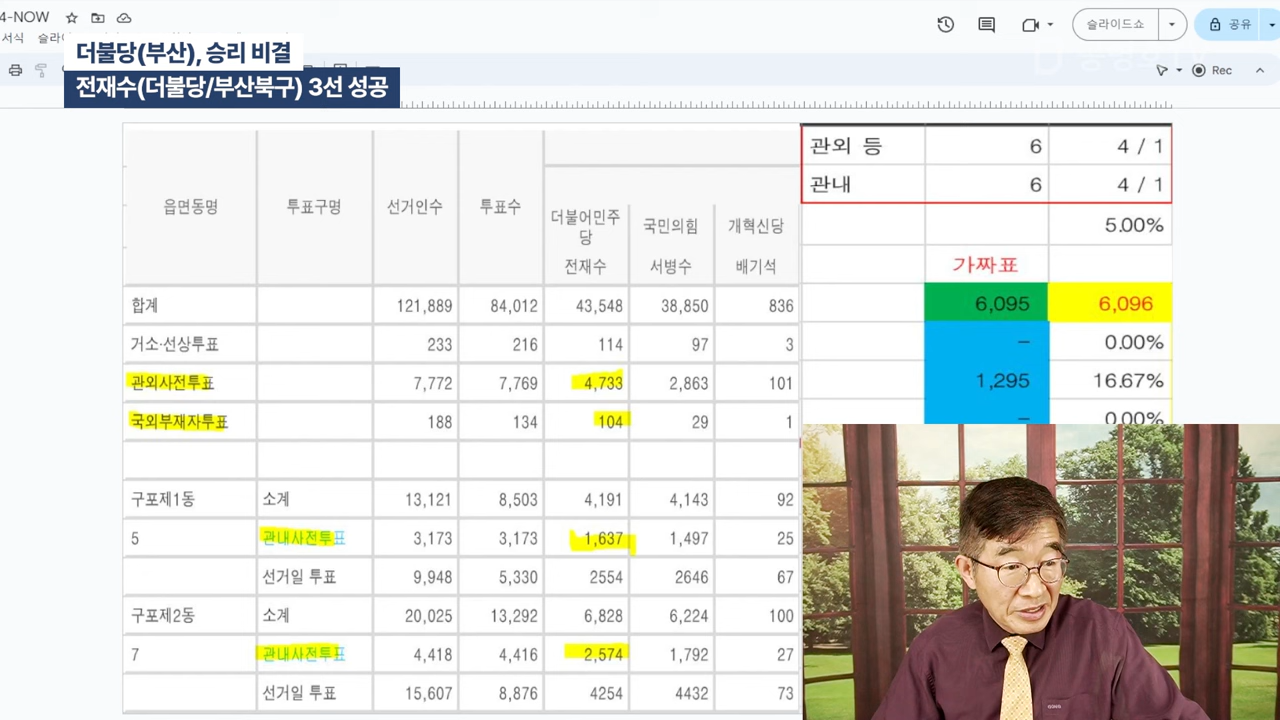 4-NOW
서식
슬라이드쇼
공유
Rec
더불당(부산), 승리 비결
전재수(더불당/부산북구) 3선 성공
읍면동명 투표구명 선거인수 투표수 더불어민주당 전재수 국민의힘 서병수 개혁신당 배기석
합계 121,889 84,012 43,548 38,850 836
거소·선상투표 233 216 114 97 3
관외사전투표 7,772 7,769 4,733 2,863 101
국외부재자투표 188 134 104 29 1
구포제1동 소계 13,121 8,503 4,191 4,143 92
5 관내사전투표 3,173 3,173 1,637 1,497 25
선거일 투표 9,948 5,330 2554 2646 67
구포제2동 소계 20,025 13,292 6,828 6,224 100
7 관내사전투표 4,418 4,416 2,574 1,792 27
선거일 투표 15,607 8,876 4254 4432 73
관외 등 6 4 / 1
관내 6 4 / 1
5.00%
가짜표
6,095 6,096
– 0.00%
1,295 16.67%
– 0.00%